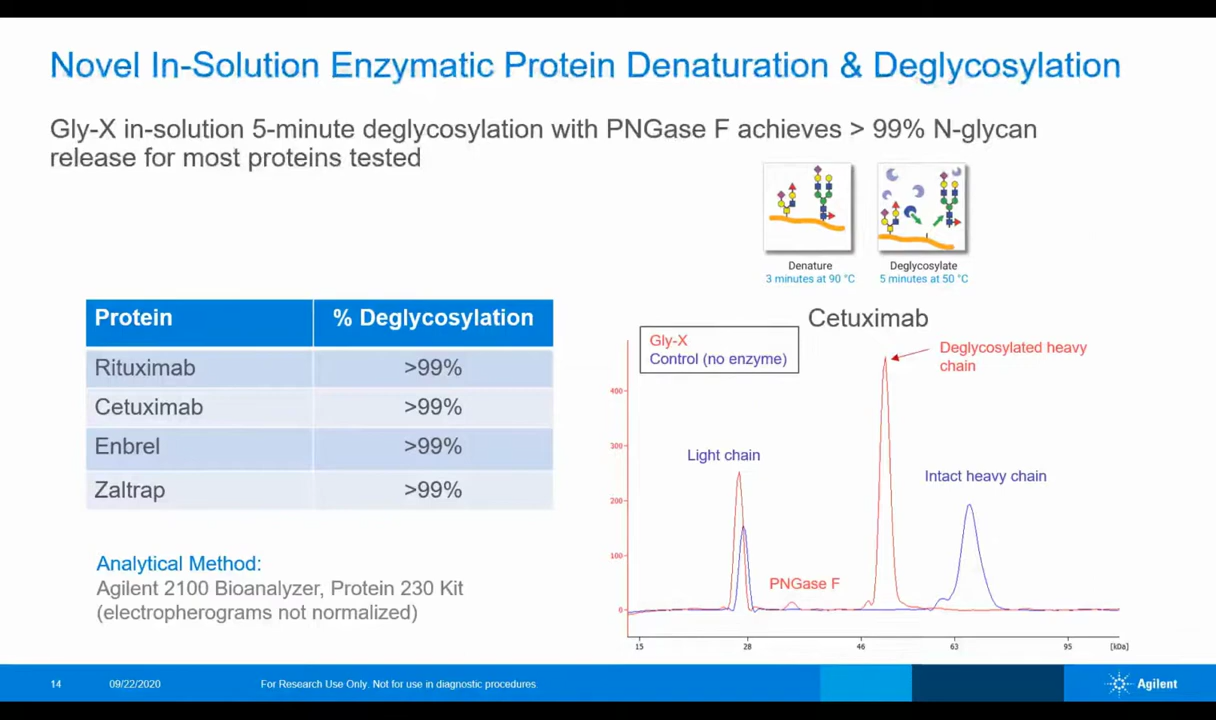 Novel In-Solution Enzymatic Protein Denaturation & Deglycosylation
Gly-X in-solution 5-minute deglycosylation with PNGase F achieves > 99% N-glycan
release for most proteins tested
Denature
3 minutes at 90 °C
Deglycosylate
5 minutes at 50 °C
Protein % Deglycosylation
Rituximab >99%
Cetuximab >99%
Enbrel >99%
Zaltrap >99%
Analytical Method:
Agilent 2100 Bioanalyzer, Protein 230 Kit
(electropherograms not normalized)
Cetuximab
Gly-X
Control (no enzyme)
Deglycosylated heavy
chain
Light chain
Intact heavy chain
PNGase F
400
300
200
100
0
15 28 46 63 95 [kDa]
14 09/22/2020 For Research Use Only. Not for use in diagnostic procedures.
Agilent